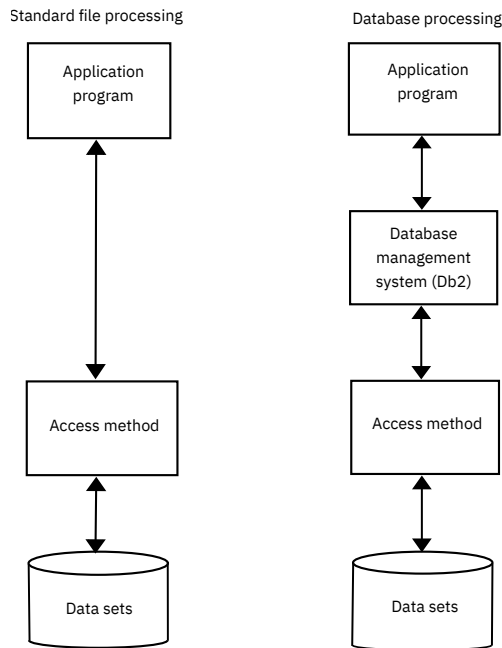 Standard file processing
Application
program
Access method
Data sets
Database processing
Application
program
Database
management
system (Db2)
Access method
Data sets